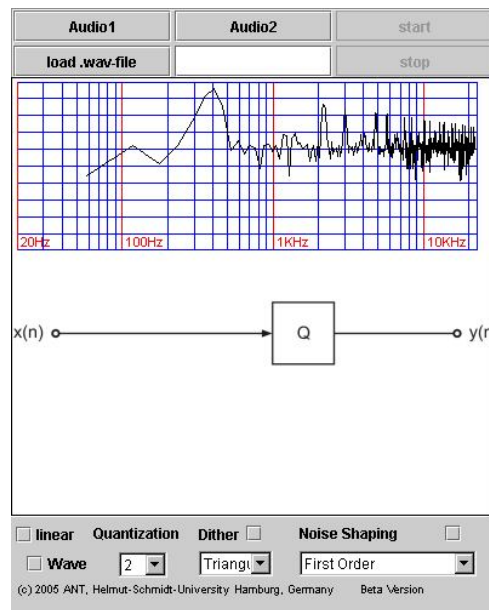 Audio1 Audio2 start
load .wav-file stop
20Hz 100Hz 1KHz 10KHz
x(n) Q y(n
linear Quantization Dither Noise Shaping
Wave 2 Triangu First Order
(c) 2005 ANT, Helmut-Schmidt-University Hamburg, Germany Beta Version